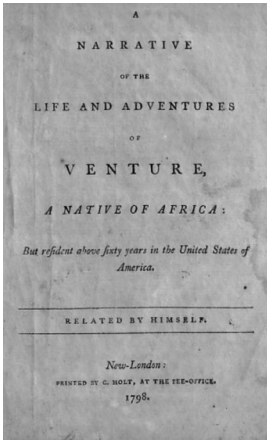 A
NARRATIVE
OF THE
LIFE AND ADVENTURES
OF
VENTURE,
A NATIVE OF AFRICA:
But reſident above ſixty years in the United States of
America.
RELATED BY HIMSELF.
New-London:
PRINTED BY C. HOLT, AT THE BEE-OFFICE.
1798.